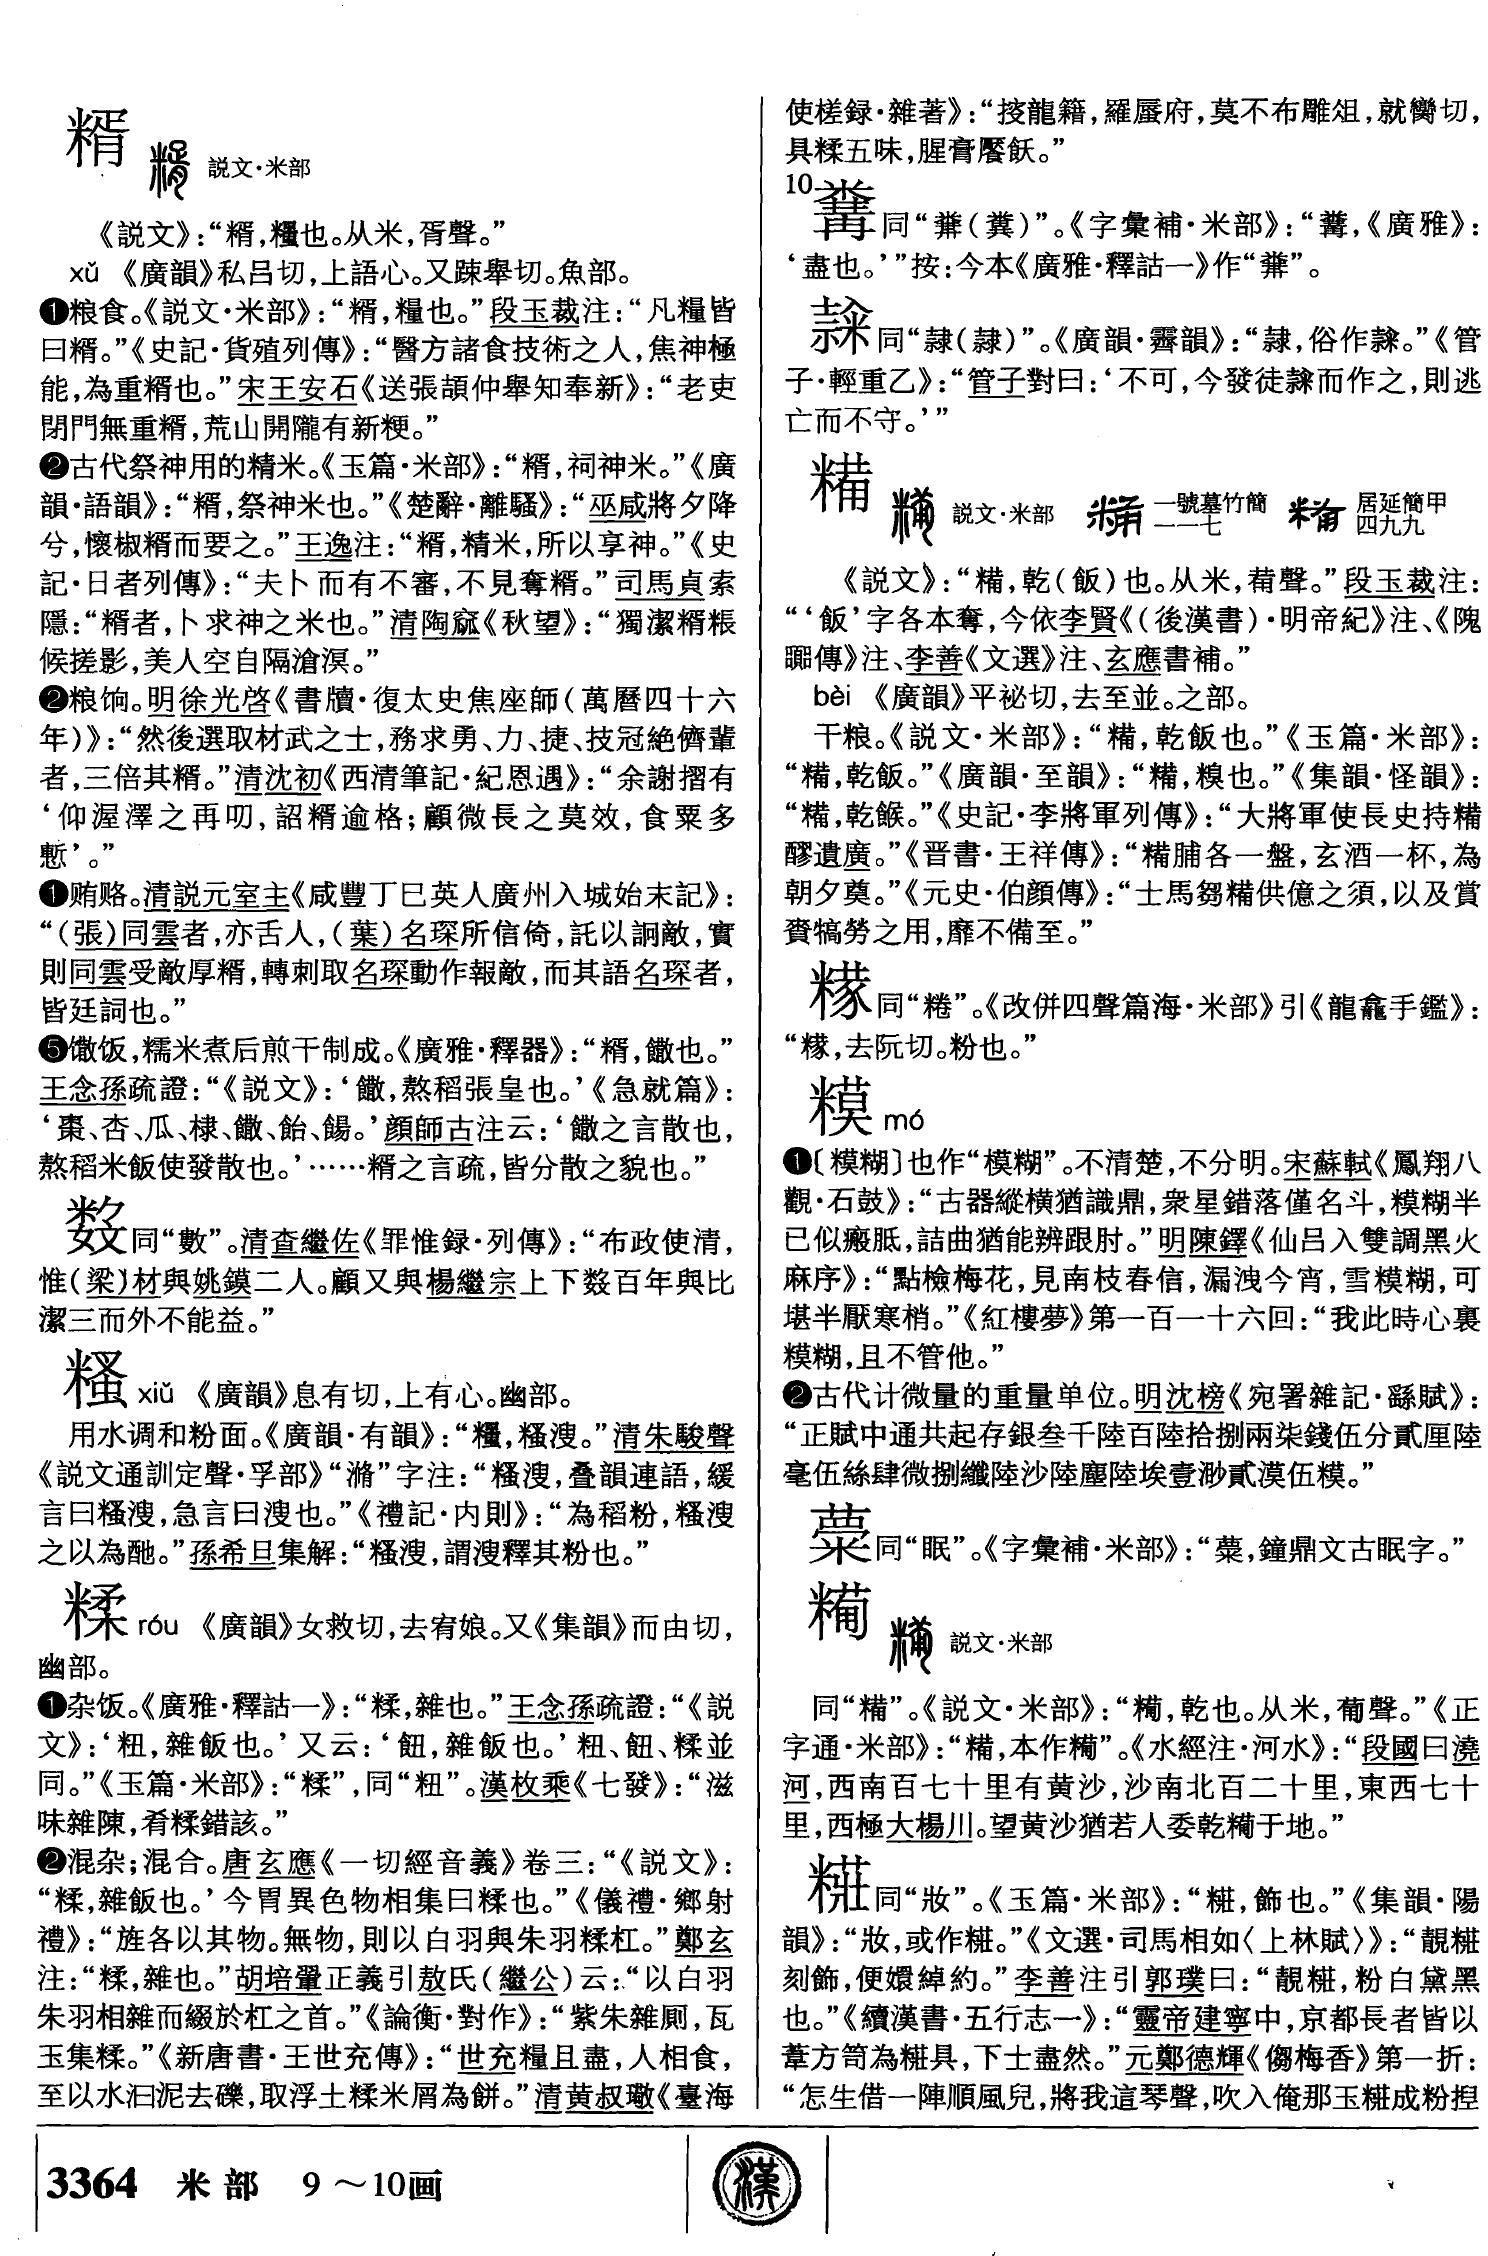 糈 説文·米部
《説文》：“糈，糧也。从米，胥聲。”
xǔ 《廣韻》私吕切，上語心。又踈舉切。魚部。
❶粮食。《説文·米部》：“糈，糧也。”段玉裁注：“凡糧皆
曰糈。”《史記·貨殖列傳》：“醫方諸食技術之人，焦神極
能，為重糈也。”宋王安石《送張頡仲舉知奉新》：“老吏
閉門無重糈，荒山開隴有新粳。”
❷古代祭神用的精米。《玉篇·米部》：“糈，祠神米。”《廣
韻·語韻》：“糈，祭神米也。”《楚辭·離騷》：“巫咸將夕降
兮，懷椒糈而要之。”王逸注：“糈，精米，所以享神。”《史
記·日者列傳》：“夫卜而有不審，不見奪糈。”司馬貞索
隱：“糈者，卜求神之米也。”清陶窳《秋望》：“獨潔糈粻
候搓影，美人空自隔滄溟。”
❷粮饷。明徐光啓《書牘·復太史焦座師（萬曆四十六
年）》：“然後選取材武之士，務求勇、力、捷、技冠絶儕輩
者，三倍其糈。”清沈初《西清筆記·紀恩遇》：“余謝摺有
‘仰渥澤之再叨，詔糈逾格；顧微長之莫效，食粟多
慙’。”
❶贿赂。清説元室主《咸豐丁巳英人廣州入城始末記》：
“（張）同雲者，亦舌人，（葉）名琛所信倚，託以詗敵，實
則同雲受敵厚糈，轉刺取名琛動作報敵，而其語名琛者，
皆廷詞也。”
❺馓饭，糯米煮后煎干制成。《廣雅·釋器》：“糈，饊也。”
王念孫疏證：“《説文》：‘饊，熬稻張皇也。’《急就篇》：
‘棗、杏、瓜、棣、饊、飴、餳。’顔師古注云：‘饊之言散也，
熬稻米飯使發散也。’……糈之言疏，皆分散之貌也。”
同“數”。清查繼佐《罪惟録·列傳》：“布政使清，
惟（梁）材與姚鏌二人。顧又與楊繼宗上下数百年與比
潔三而外不能益。”
糔 xiǔ 《廣韻》息有切，上有心。幽部。
用水调和粉面。《廣韻·有韻》：“糧，糔溲。”清朱駿聲
《説文通訓定聲·孚部》“滫”字注：“糔溲，叠韻連語，緩
言曰糔溲，急言曰溲也。”《禮記·内則》：“為稻粉，糔溲
之以為酏。”孫希旦集解：“糔溲，謂溲釋其粉也。”
糅 róu 《廣韻》女救切，去宥娘。又《集韻》而由切，
幽部。
❶杂饭。《廣雅·釋詁一》：“糅，雜也。”王念孫疏證：“《説
文》：‘粈，雜飯也。’又云：‘飿，雜飯也。’粈、飿、糅並
同。”《玉篇·米部》：“糅”，同“粈”。漢枚乘《七發》：“滋
味雜陳，肴糅錯該。”
❷混杂；混合。唐玄應《一切經音義》卷三：“《説文》：
“糅，雜飯也。’今胃異色物相集曰糅也。”《儀禮·鄉射
禮》：“旌各以其物。無物，則以白羽與朱羽糅杠。”鄭玄
注：“糅，雜也。”胡培翬正義引敖氏（繼公）云：“以白羽
朱羽相雜而綴於杠之首。”《論衡·對作》：“紫朱雜厠，瓦
玉集糅。”《新唐書·王世充傳》：“世充糧且盡，人相食，
至以水汩泥去礫，取浮土糅米屑為餅。”清黄叔璥《臺海
使槎録·雜著》：“㧻龍籍，羅蜃府，莫不布雕俎，就臠切，
具糅五味，腥膏饜飫。”
10
同“糞（糞）”。《字彙補·米部》：“，《廣雅》：
‘盡也。’”按：今本《廣雅·釋詁一》作“糞”。
同“隷（隸）”。《廣韻·霽韻》：“隷，俗作𥻦。”《管
子·輕重乙》：“管子對曰：‘不可，今發徒而作之，則逃
亡而不守。’”
糒 説文·米部 一號墓竹簡 一一七 居延簡甲 四九九
《説文》：“糒，乾（飯）也。从米，𤰇聲。”段玉裁注：
“‘飯’字各本奪，今依李賢《（後漢書）·明帝紀》注、《隗
囂傳》注、李善《文選》注、玄應書補。”
bèi 《廣韻》平祕切，去至並。之部。
干粮。《説文·米部》：“糒，乾飯也。”《玉篇·米部》：
“糒，乾飯。”《廣韻·至韻》：“糒，糗也。”《集韻·怪韻》：
“糒，乾餱。”《史記·李將軍列傳》：“大將軍使長史持糒
醪遺廣。”《晋書·王祥傳》：“糒脯各一盤，玄酒一杯，為
朝夕奠。”《元史·伯顔傳》：“士馬芻糒供億之須，以及賞
賚犒勞之用，靡不備至。”
同“粣”。《改併四聲篇海·米部》引《龍龕手鑑》：
“，去阮切。粉也。”
糢 mó
❶〔糢糊〕也作“模糊”。不清楚，不分明。宋蘇軾《鳳翔八
觀·石鼓》：“古器縱橫猶識鼎，衆星錯落僅名斗，糢糊半
已似瘢胝，詰曲猶能辨跟肘。”明陳鐸《仙吕入雙調黑火
麻序》：“點檢梅花，見南枝春信，漏洩今宵，雪糢糊，可
堪半厭寒梢。”《紅樓夢》第一百一十六回：“我此時心裏
糢糊，且不管他。”
❷古代计微量的重量单位。明沈榜《宛署雜記·繇賦》：
“正賦中通共起存銀叁千陸百陸拾捌兩柒錢伍分貳厘陸
毫伍絲肆微捌纖陸沙陸塵陸埃壹渺貳漠伍糢。”
同“眠”。《字彙補·米部》：“，鐘鼎文古眠字。”
説文·米部
同“糒”。《説文·米部》：“，乾也。从米，葡聲。”《正
字通·米部》：“糒，本作。”《水經注·河水》：“段國曰澆
河，西南百七十里有黄沙，沙南北百二十里，東西七十
里，西極大楊川。望黄沙猶若人委乾糒于地。”
糚 同“妝”。《玉篇·米部》：“糚，飾也。”《集韻·陽
韻》：“妝，或作糚。”《文選·司馬相如〈上林賦〉》：“靚糚
刻飾，便嬛綽約。”李善注引郭璞曰：“靚糚，粉白黛黑
也。”《續漢書·五行志一》：“靈帝建寧中，京都長者皆以
葦方笥為糚具，下士盡然。”元鄭德輝《㑳梅香》第一折：
“怎生借一陣順風兒，將我這琴聲，吹入俺那玉糚成粉捏
3364 米部 9～10画
漢